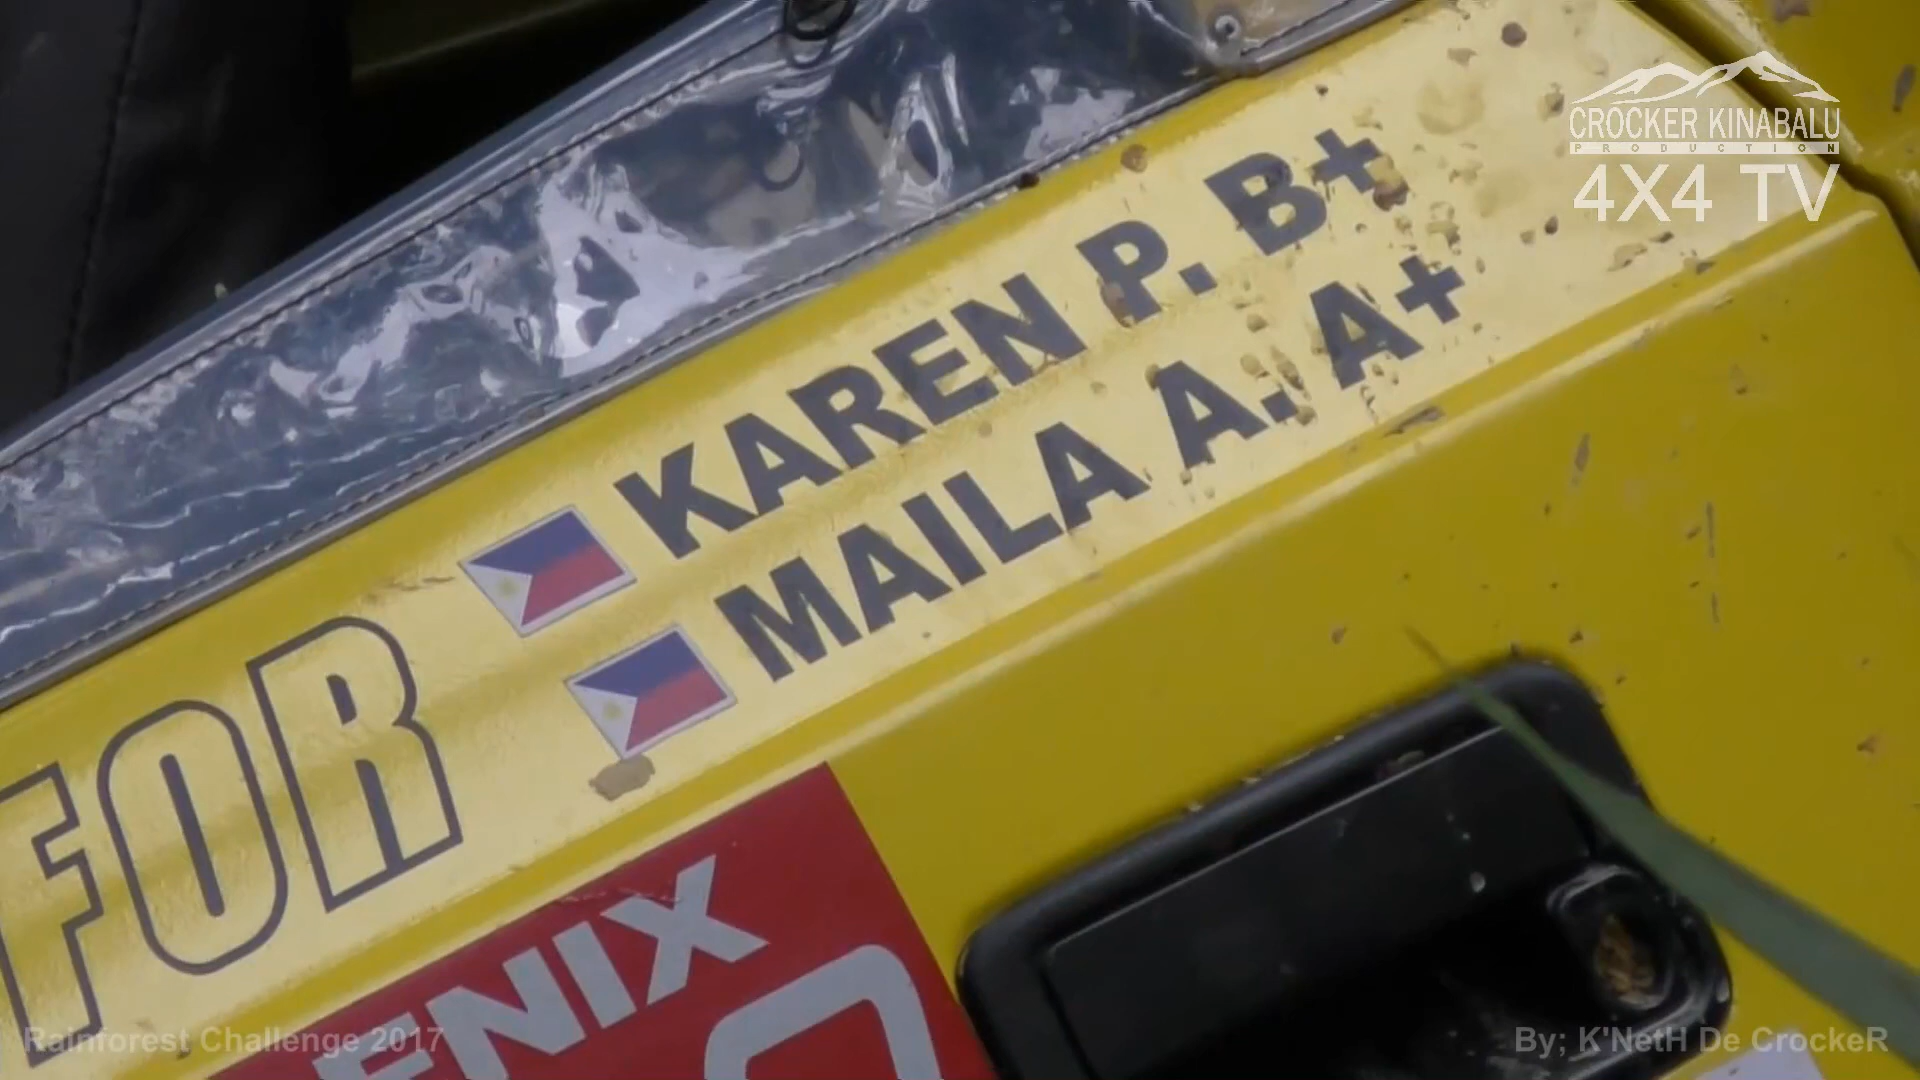 CROCKER KINABALU
PRODUCTION
4X4 TV
KAREN P. B+
MAILA A. A+
FOR
ENIX
Rainforest Challenge 2017
By; K'NetH De CrockeR